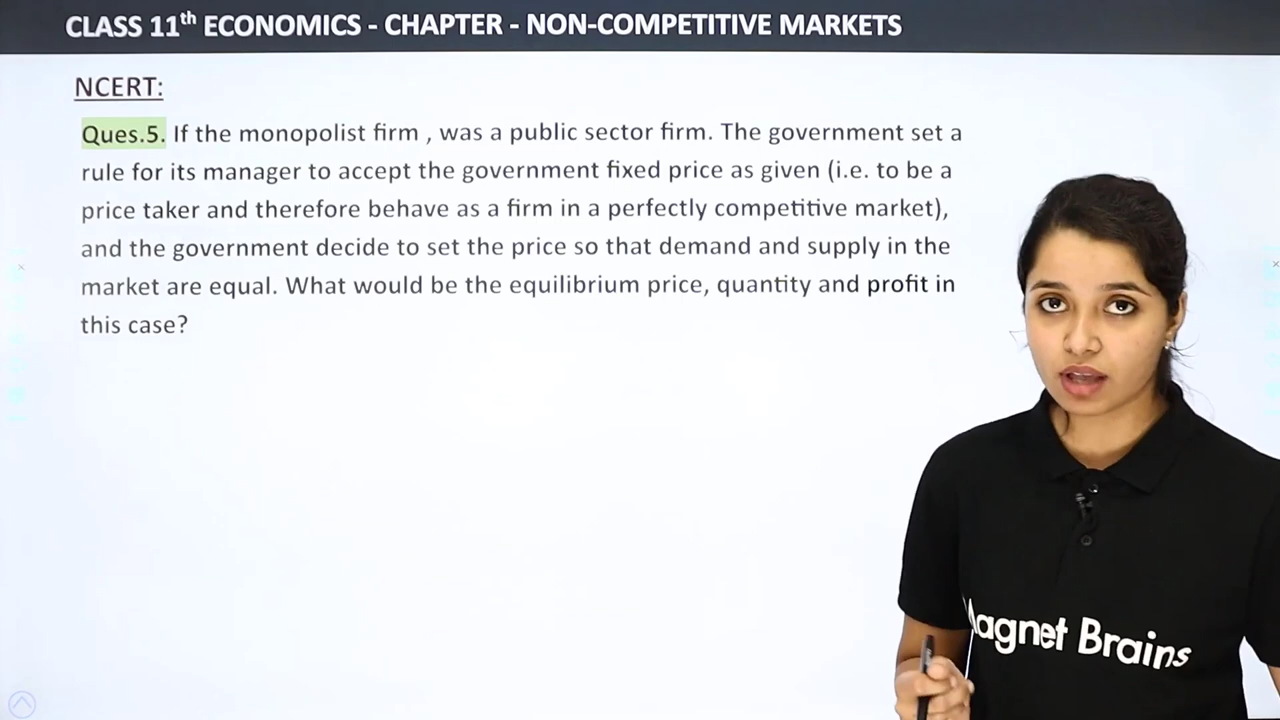 CLASS 11th ECONOMICS - CHAPTER - NON-COMPETITIVE MARKETS
NCERT:
Ques.5. If the monopolist firm , was a public sector firm. The government set a
rule for its manager to accept the government fixed price as given (i.e. to be a
price taker and therefore behave as a firm in a perfectly competitive market),
and the government decide to set the price so that demand and supply in the
market are equal. What would be the equilibrium price, quantity and profit in
this case?
Magnet Brains